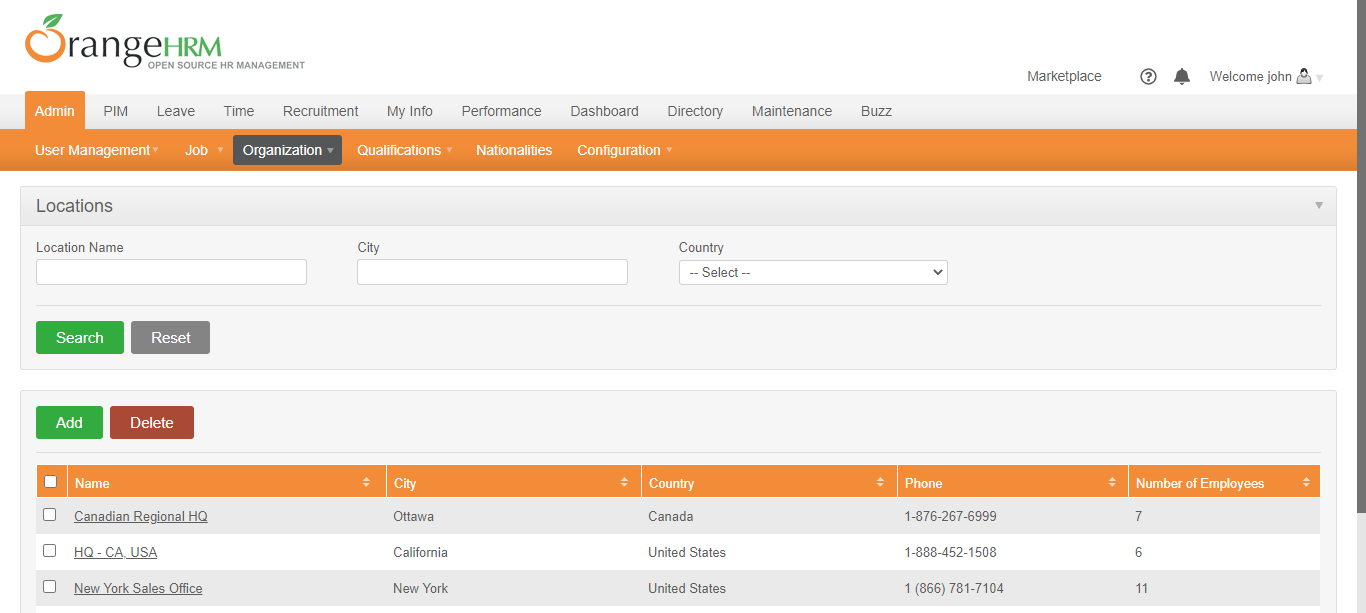 OrangeHRM
OPEN SOURCE HR MANAGEMENT
Marketplace ? Welcome john
Admin PIM Leave Time Recruitment My Info Performance Dashboard Directory Maintenance Buzz
User Management Job Organization Qualifications Nationalities Configuration
Locations
Location Name City Country
-- Select --
Search Reset
Add Delete
Name City Country Phone Number of Employees
Canadian Regional HQ Ottawa Canada 1-876-267-6999 7
HQ - CA, USA California United States 1-888-452-1508 6
New York Sales Office New York United States 1 (866) 781-7104 11